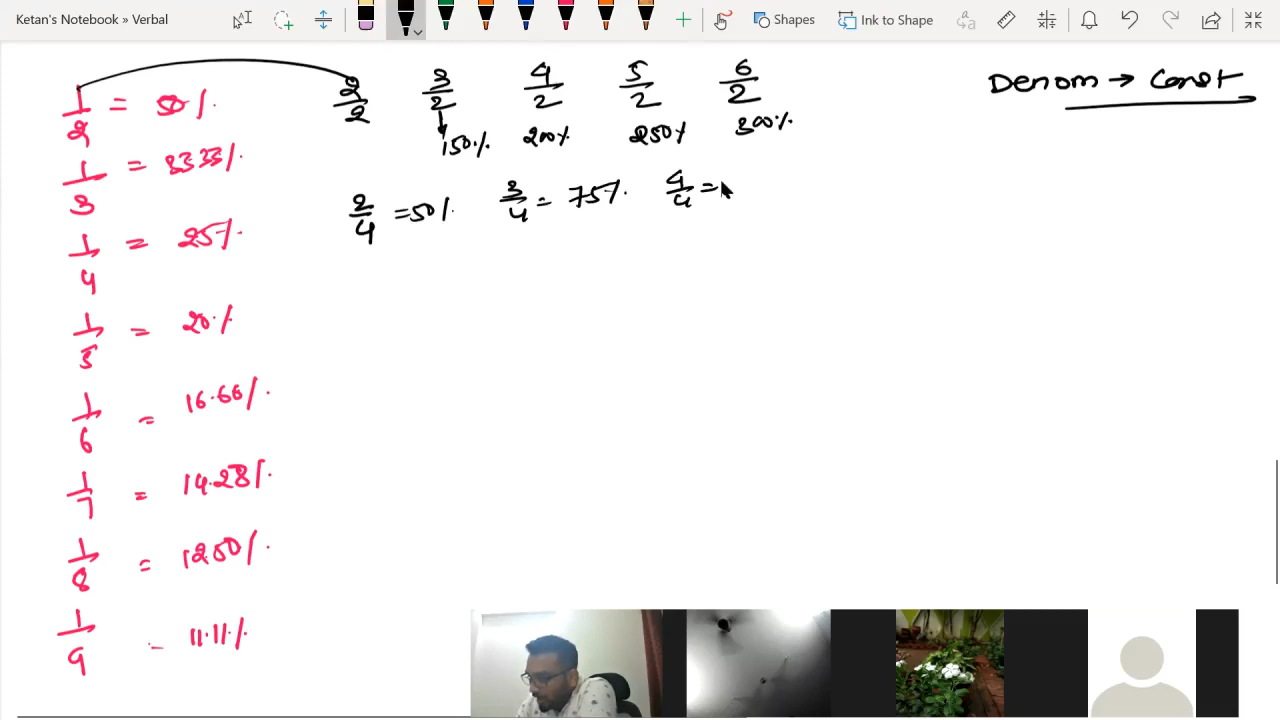 Ketan's Notebook » Verbal
Shapes
Ink to Shape
1/2 = 50%
2/2 3/2 4/2 5/2 6/2
150% 200% 250% 300%
Denom → Const
1/3 = 33.33%
2/4 = 50% 3/4 = 75% 4/4 =
1/4 = 25%
1/5 = 20%
1/6 = 16.66%
1/7 = 14.28%
1/8 = 12.50%
1/9 = 11.11%